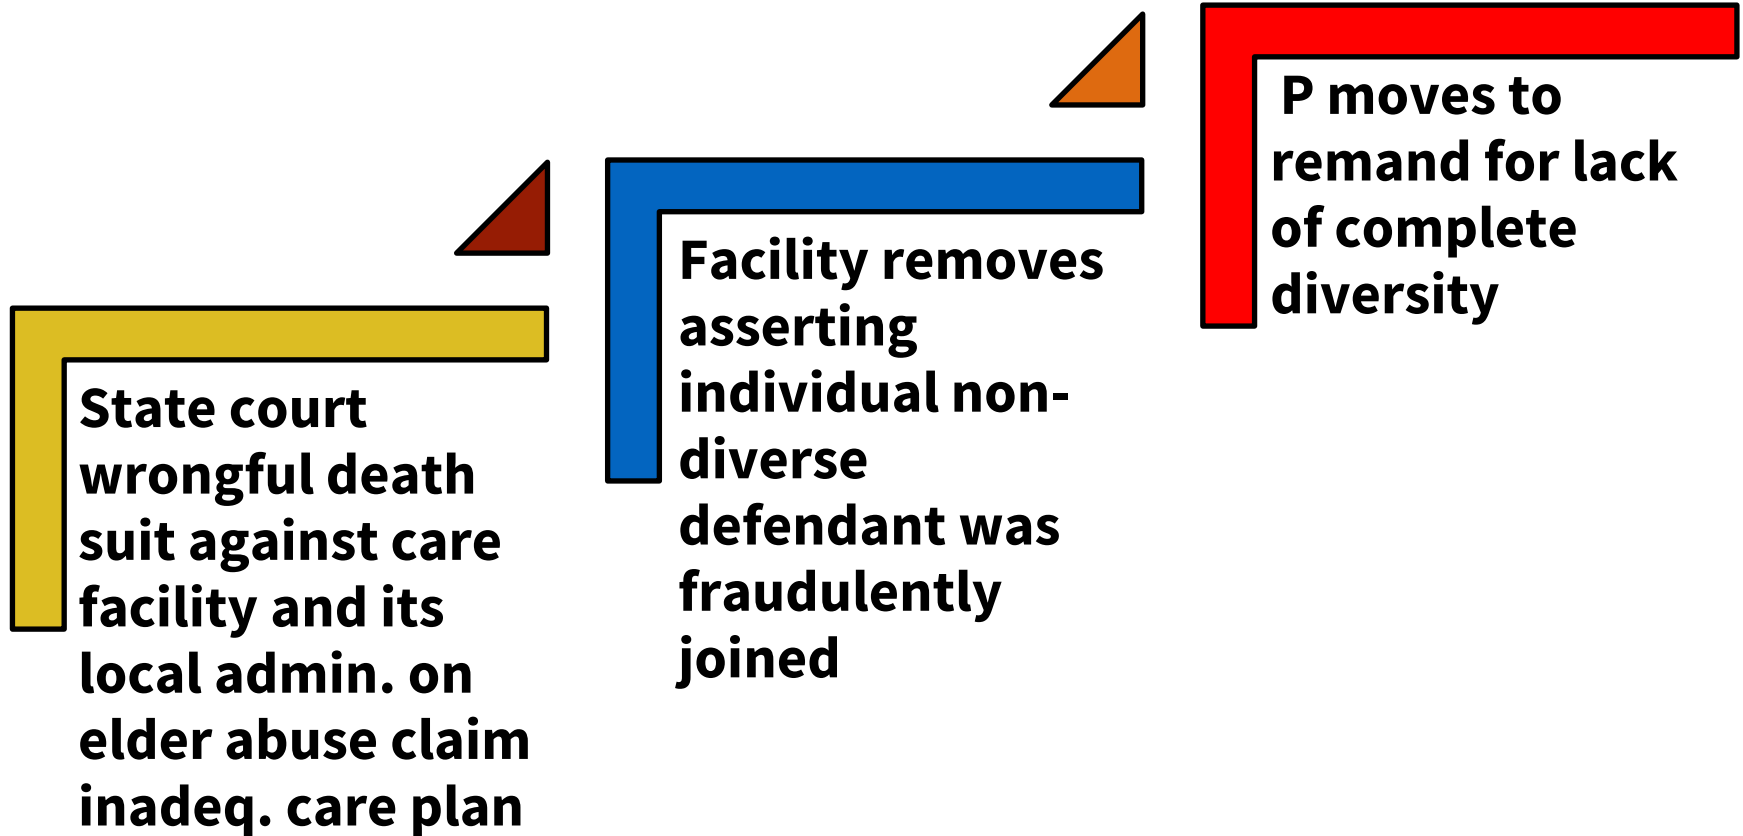 State court
wrongful death
suit against care
facility and its
local admin. on
elder abuse claim
inadeq. care plan
Facility removes
asserting
individual non-
diverse
defendant was
fraudulently
joined
P moves to
remand for lack
of complete
diversity